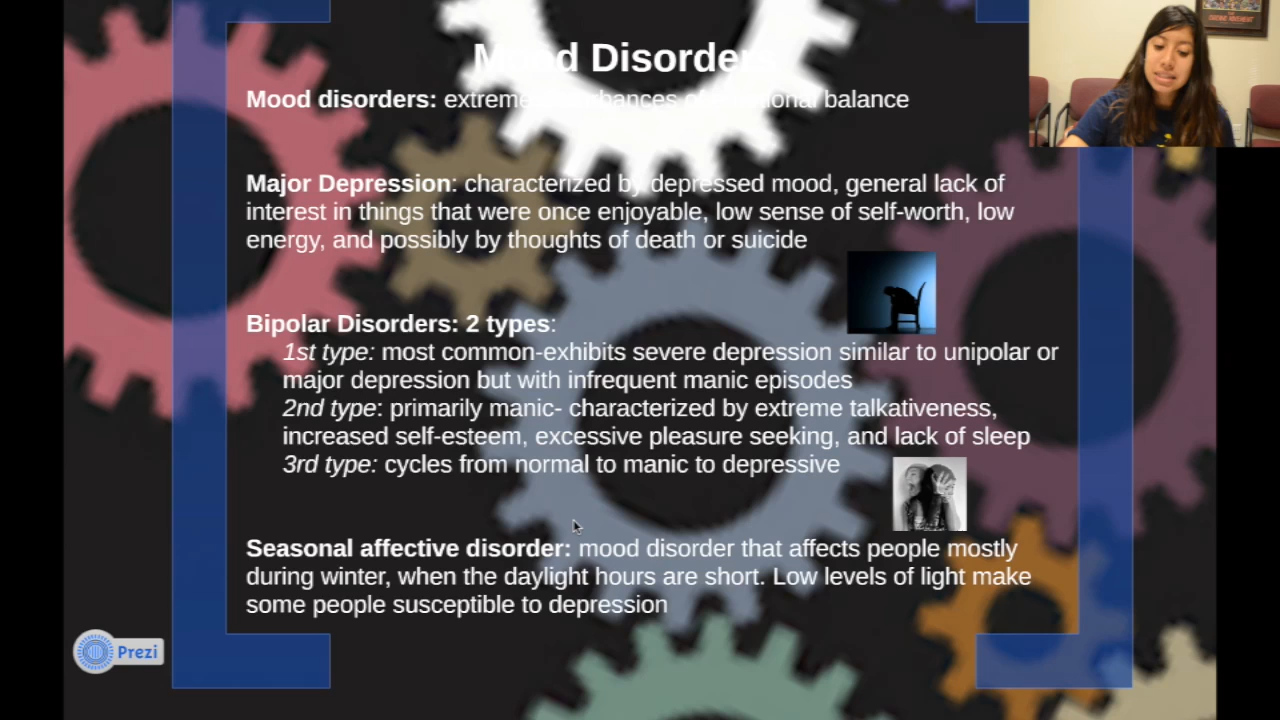 Mood Disorders
Mood disorders: extreme disturbances of emotional balance
Major Depression: characterized by depressed mood, general lack of
interest in things that were once enjoyable, low sense of self-worth, low
energy, and possibly by thoughts of death or suicide
Bipolar Disorders: 2 types:
1st type: most common-exhibits severe depression similar to unipolar or
major depression but with infrequent manic episodes
2nd type: primarily manic- characterized by extreme talkativeness,
increased self-esteem, excessive pleasure seeking, and lack of sleep
3rd type: cycles from normal to manic to depressive
Seasonal affective disorder: mood disorder that affects people mostly
during winter, when the daylight hours are short. Low levels of light make
some people susceptible to depression
Prezi